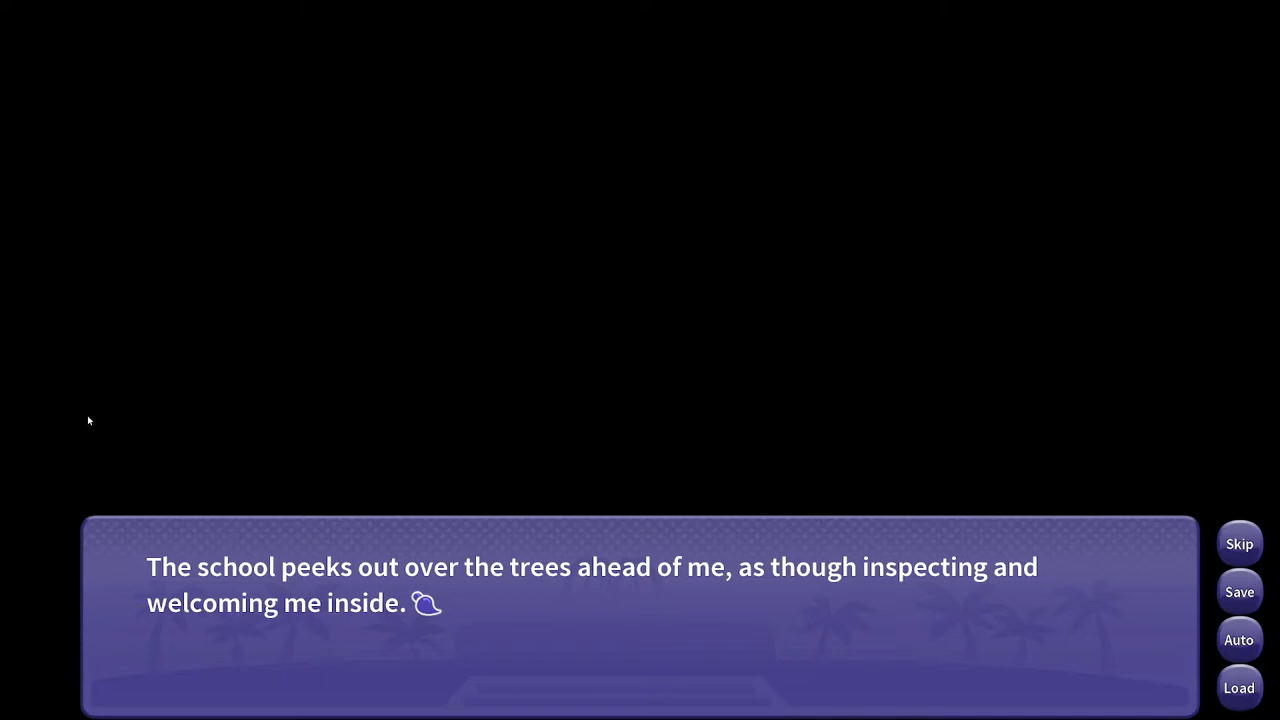 The school peeks out over the trees ahead of me, as though inspecting and
welcoming me inside.
Skip
Save
Auto
Load